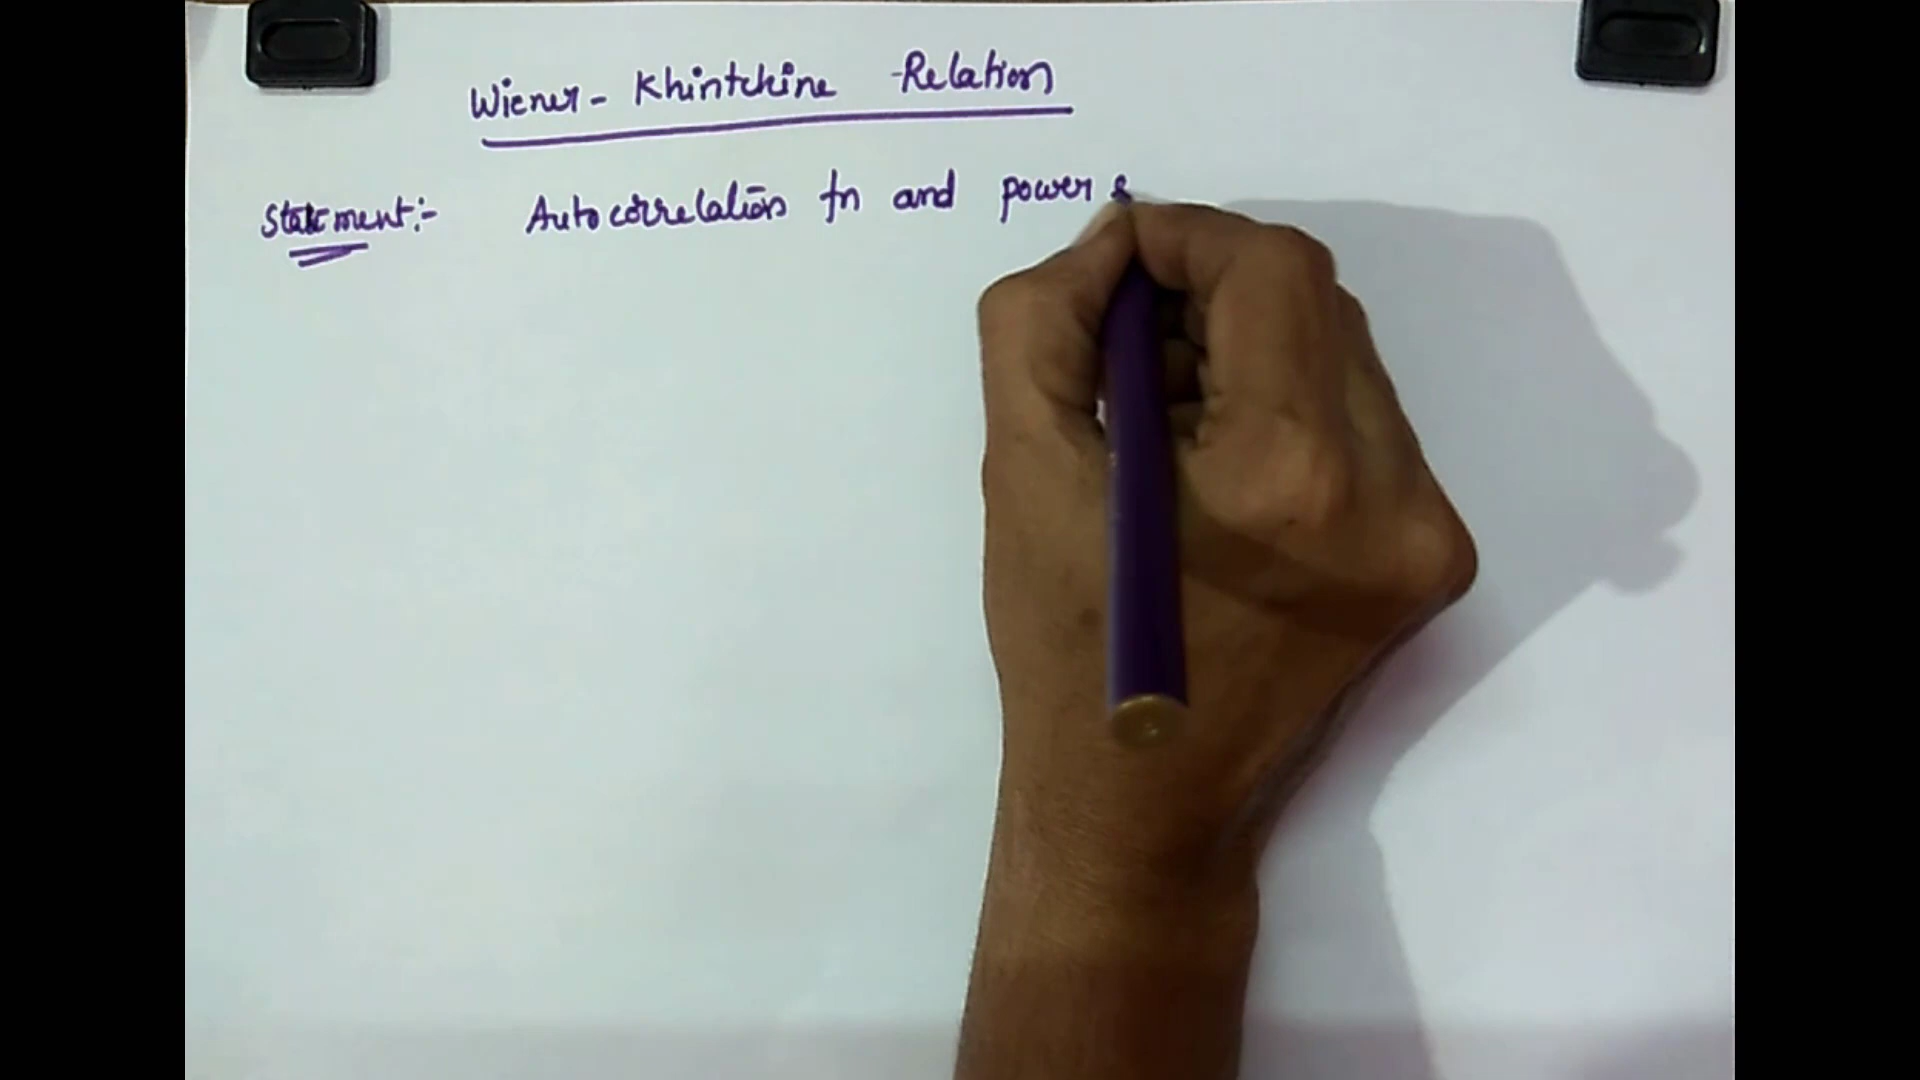 Wiener - Khintchine Relation
Statement:- Autocorrelation fn and power s